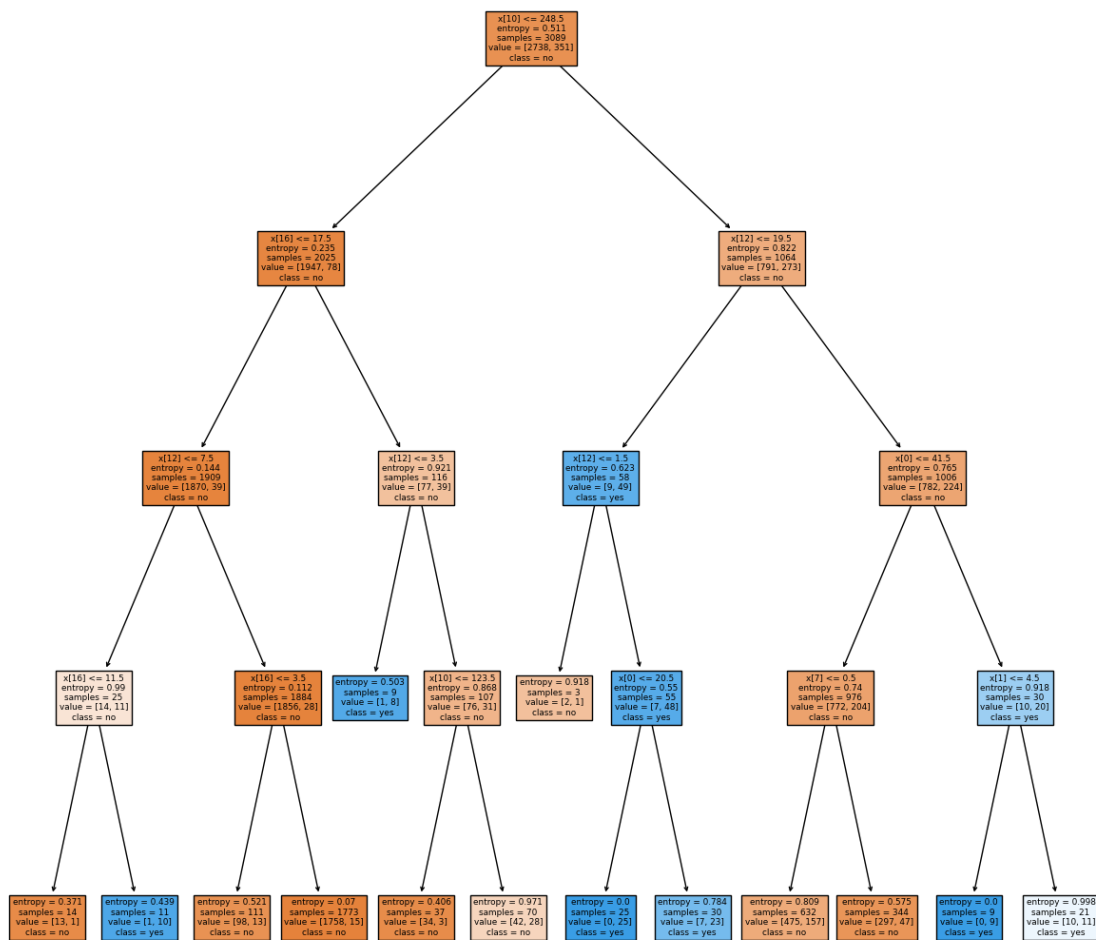 x[10] <= 248.5
entropy = 0.511
samples = 3089
value = [2738, 351]
class = no
x[16] <= 17.5
entropy = 0.235
samples = 2025
value = [1947, 78]
class = no
x[12] <= 19.5
entropy = 0.822
samples = 1064
value = [791, 273]
class = no
x[12] <= 7.5
entropy = 0.144
samples = 1909
value = [1870, 39]
class = no
x[12] <= 3.5
entropy = 0.921
samples = 116
value = [77, 39]
class = no
x[12] <= 1.5
entropy = 0.623
samples = 58
value = [9, 49]
class = yes
x[0] <= 41.5
entropy = 0.765
samples = 1006
value = [782, 224]
class = no
x[16] <= 11.5
entropy = 0.99
samples = 25
value = [14, 11]
class = no
x[16] <= 3.5
entropy = 0.112
samples = 1884
value = [1856, 28]
class = no
entropy = 0.503
samples = 9
value = [1, 8]
class = yes
x[10] <= 123.5
entropy = 0.868
samples = 107
value = [76, 31]
class = no
entropy = 0.918
samples = 3
value = [2, 1]
class = no
x[0] <= 20.5
entropy = 0.55
samples = 55
value = [7, 48]
class = yes
x[7] <= 0.5
entropy = 0.74
samples = 976
value = [772, 204]
class = no
x[1] <= 4.5
entropy = 0.918
samples = 30
value = [10, 20]
class = yes
entropy = 0.371
samples = 14
value = [13, 1]
class = no
entropy = 0.439
samples = 11
value = [1, 10]
class = yes
entropy = 0.521
samples = 111
value = [98, 13]
class = no
entropy = 0.07
samples = 1773
value = [1758, 15]
class = no
entropy = 0.406
samples = 37
value = [34, 3]
class = no
entropy = 0.971
samples = 70
value = [42, 28]
class = no
entropy = 0.0
samples = 25
value = [0, 25]
class = yes
entropy = 0.784
samples = 30
value = [7, 23]
class = yes
entropy = 0.809
samples = 632
value = [475, 157]
class = no
entropy = 0.575
samples = 344
value = [297, 47]
class = no
entropy = 0.0
samples = 9
value = [0, 9]
class = yes
entropy = 0.998
samples = 21
value = [10, 11]
class = yes